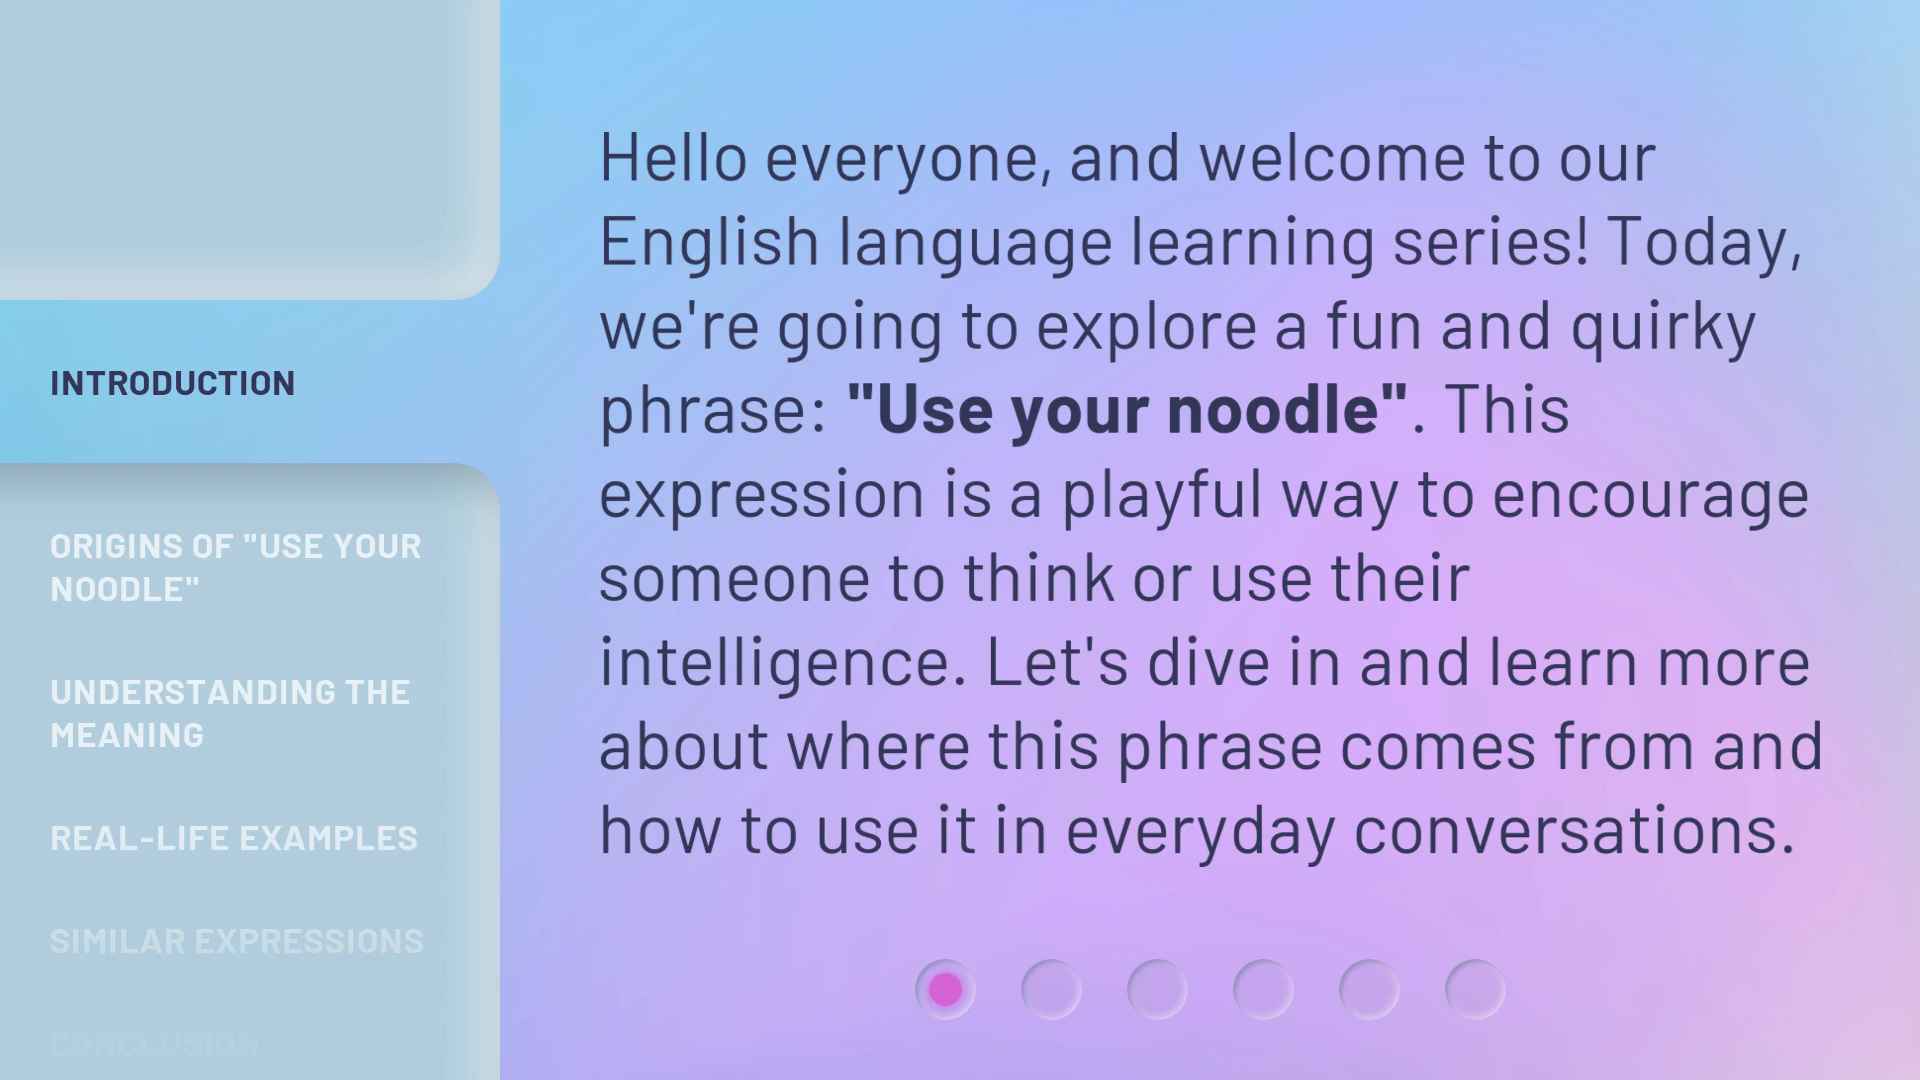 INTRODUCTION
ORIGINS OF "USE YOUR
NOODLE"
UNDERSTANDING THE
MEANING
REAL-LIFE EXAMPLES
SIMILAR EXPRESSIONS
CONCLUSION
Hello everyone, and welcome to our
English language learning series! Today,
we're going to explore a fun and quirky
phrase: "Use your noodle". This
expression is a playful way to encourage
someone to think or use their
intelligence. Let's dive in and learn more
about where this phrase comes from and
how to use it in everyday conversations.